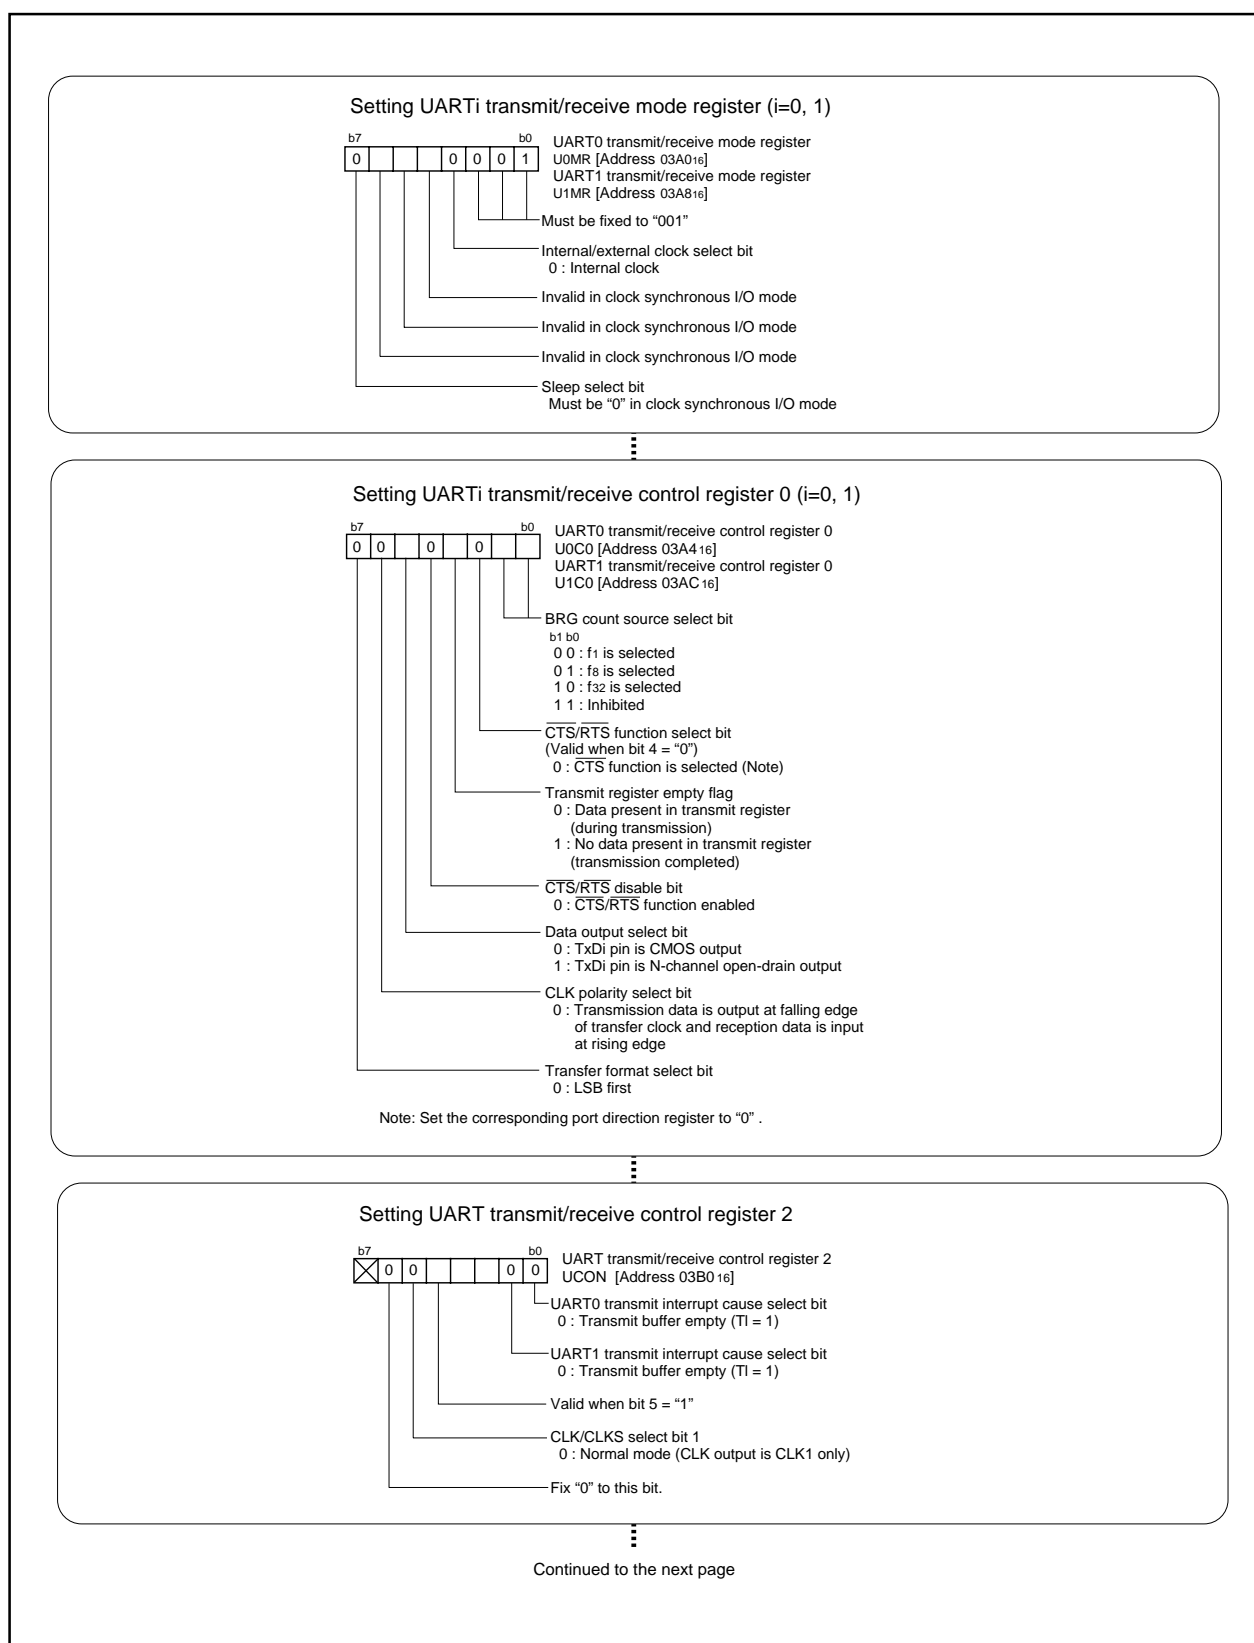 Setting UARTi transmit/receive mode register (i=0, 1)
b7 b0
0 0 0 0 1
UART0 transmit/receive mode register
U0MR [Address 03A016]
UART1 transmit/receive mode register
U1MR [Address 03A816]
Must be fixed to “001”
Internal/external clock select bit
0 : Internal clock
Invalid in clock synchronous I/O mode
Invalid in clock synchronous I/O mode
Invalid in clock synchronous I/O mode
Sleep select bit
Must be “0” in clock synchronous I/O mode
Setting UARTi transmit/receive control register 0 (i=0, 1)
b7 b0
0 0 0 0
UART0 transmit/receive control register 0
U0C0 [Address 03A416]
UART1 transmit/receive control register 0
U1C0 [Address 03AC16]
BRG count source select bit
b1 b0
0 0 : f1 is selected
0 1 : f8 is selected
1 0 : f32 is selected
1 1 : Inhibited
CTS/RTS function select bit
(Valid when bit 4 = “0”)
0 : CTS function is selected (Note)
Transmit register empty flag
0 : Data present in transmit register
(during transmission)
1 : No data present in transmit register
(transmission completed)
CTS/RTS disable bit
0 : CTS/RTS function enabled
Data output select bit
0 : TxDi pin is CMOS output
1 : TxDi pin is N-channel open-drain output
CLK polarity select bit
0 : Transmission data is output at falling edge
of transfer clock and reception data is input
at rising edge
Transfer format select bit
0 : LSB first
Note: Set the corresponding port direction register to “0” .
Setting UART transmit/receive control register 2
b7 b0
0 0 0 0
UART transmit/receive control register 2
UCON [Address 03B016]
UART0 transmit interrupt cause select bit
0 : Transmit buffer empty (TI = 1)
UART1 transmit interrupt cause select bit
0 : Transmit buffer empty (TI = 1)
Valid when bit 5 = “1”
CLK/CLKS select bit 1
0 : Normal mode (CLK output is CLK1 only)
Fix “0” to this bit.
Continued to the next page